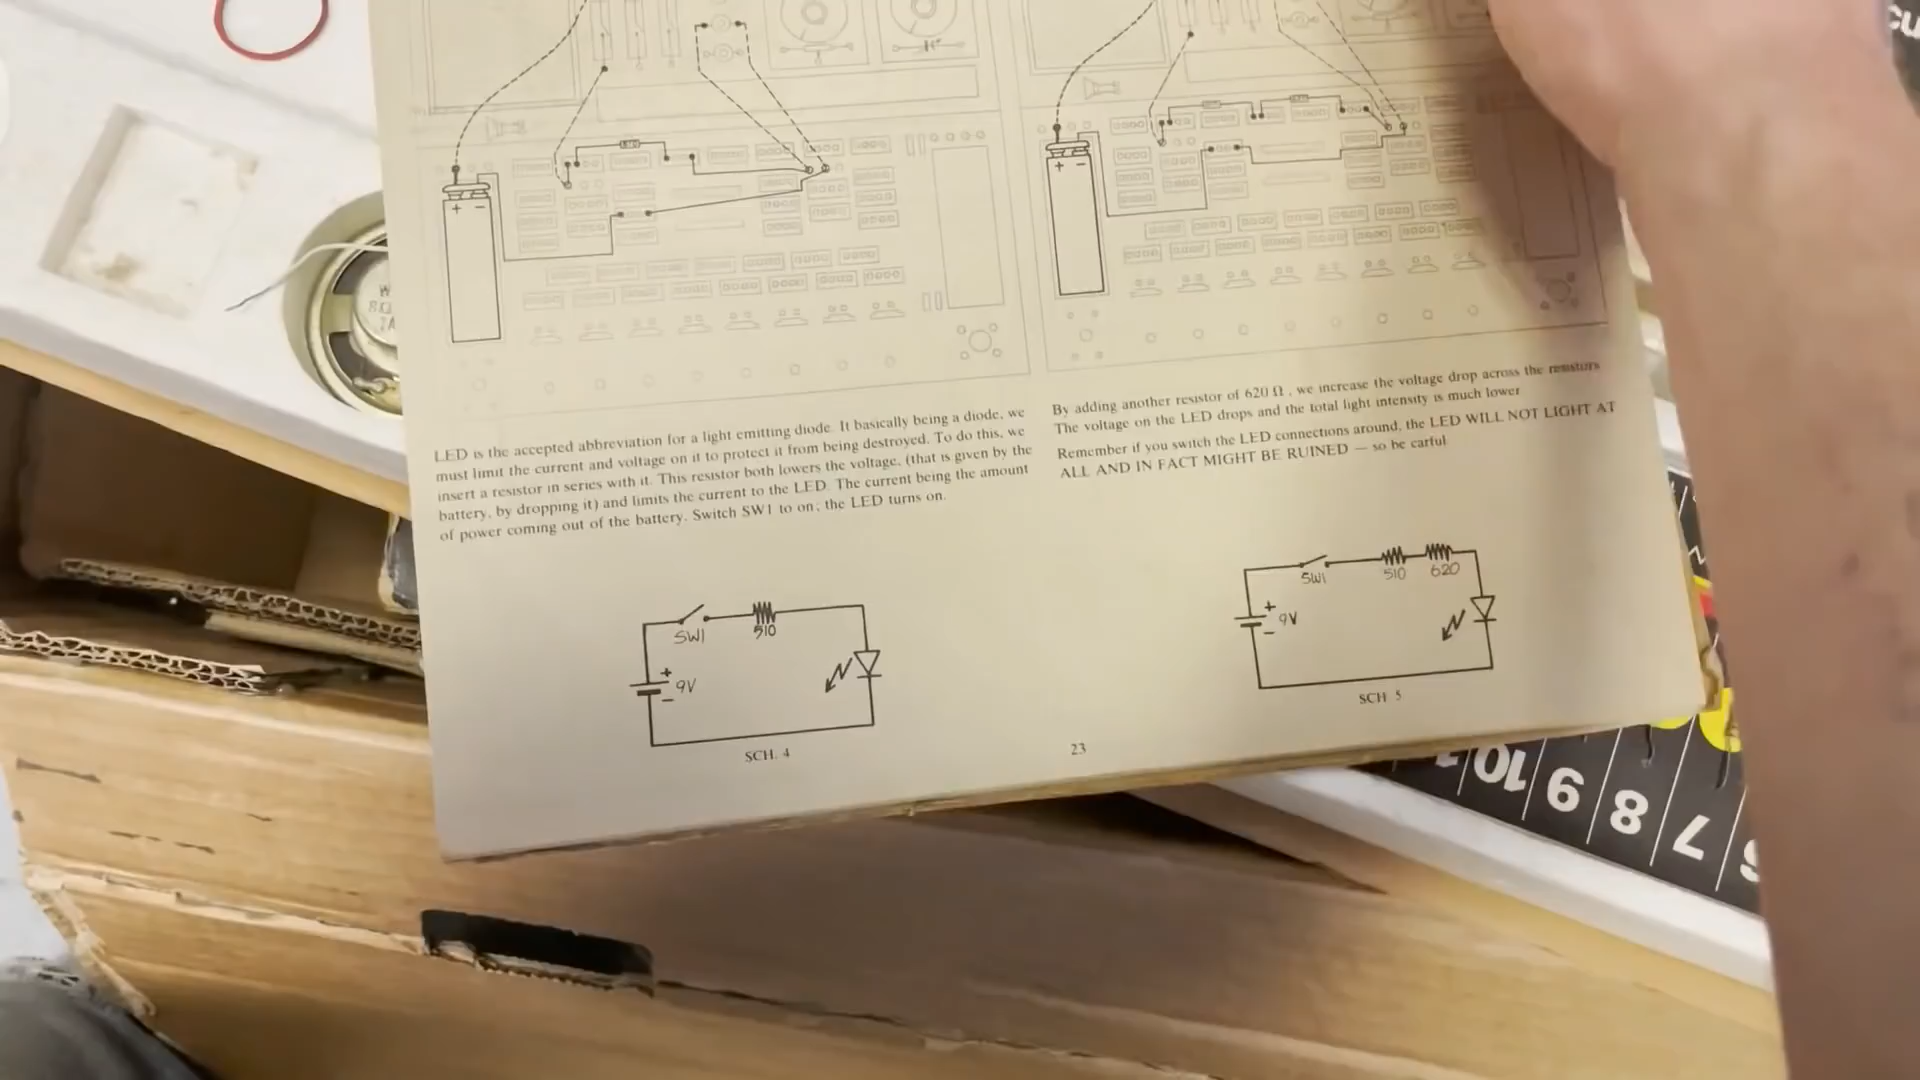 LED is the accepted abbreviation for a light emitting diode. It basically being a diode, we
must limit the current and voltage on it to protect it from being destroyed. To do this, we
insert a resistor in series with it. This resistor both lowers the voltage, (that is given by the
battery, by dropping it) and limits the current to the LED. The current being the amount
of power coming out of the battery. Switch SW1 to on; the LED turns on.
SW1
510
+
9V
−
SCH. 4
By adding another resistor of 620 Ω, we increase the voltage drop across the resistors
The voltage on the LED drops and the total light intensity is much lower
Remember if you switch the LED connections around, the LED WILL NOT LIGHT AT
ALL AND IN FACT MIGHT BE RUINED — so be carful
SW1
510
620
+
9V
−
SCH 5
23
+ −
+ −
8Ω
10
9
8
7